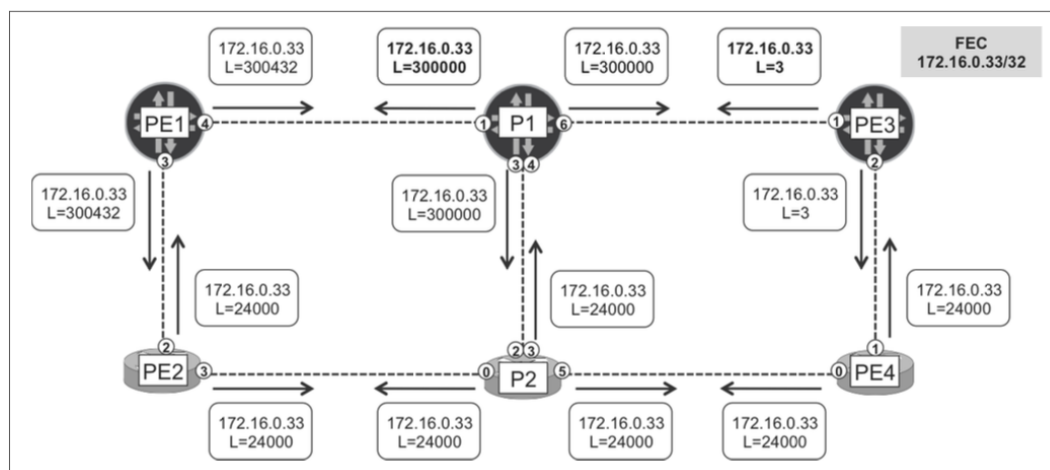 172.16.0.33
L=300432
172.16.0.33
L=300000
172.16.0.33
L=300000
172.16.0.33
L=3
FEC
172.16.0.33/32
PE1
4
3
1
P1
6
3
4
1
PE3
2
172.16.0.33
L=300432
172.16.0.33
L=300000
172.16.0.33
L=3
172.16.0.33
L=24000
172.16.0.33
L=24000
172.16.0.33
L=24000
2
PE2
3
2
3
0
P2
5
1
0
PE4
172.16.0.33
L=24000
172.16.0.33
L=24000
172.16.0.33
L=24000
172.16.0.33
L=24000